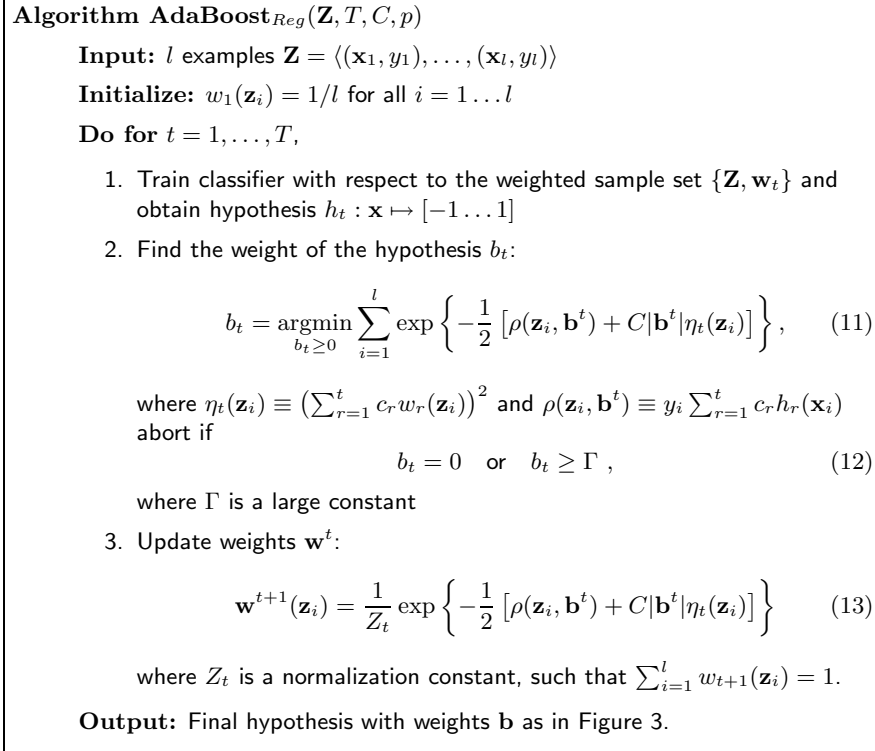 Algorithm AdaBoost_{Reg}(Z, T, C, p)
Input: l examples Z = ⟨(x_1, y_1), . . . , (x_l, y_l)⟩
Initialize: w_1(z_i) = 1/l for all i = 1 . . . l
Do for t = 1, . . . , T,
1. Train classifier with respect to the weighted sample set {Z, w_t} and
obtain hypothesis h_t : x ↦ [−1 . . . 1]
2. Find the weight of the hypothesis b_t:
b_t = argmin_{b_t≥0} ∑_{i=1}^{l} exp { −1/2 [ρ(z_i, b^t) + C|b^t|η_t(z_i)] } , (11)
where η_t(z_i) ≡ (∑_{r=1}^{t} c_r w_r(z_i))^2 and ρ(z_i, b^t) ≡ y_i ∑_{r=1}^{t} c_r h_r(x_i)
abort if
b_t = 0 or b_t ≥ Γ , (12)
where Γ is a large constant
3. Update weights w^t:
w^{t+1}(z_i) = 1/Z_t exp { −1/2 [ρ(z_i, b^t) + C|b^t|η_t(z_i)] } (13)
where Z_t is a normalization constant, such that ∑_{i=1}^{l} w_{t+1}(z_i) = 1.
Output: Final hypothesis with weights b as in Figure 3.